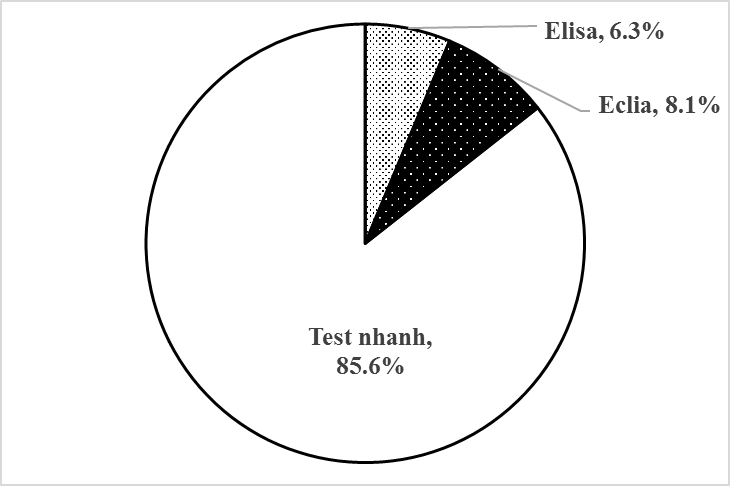 Elisa, 6.3%
Eclia, 8.1%
Test nhanh,
85.6%